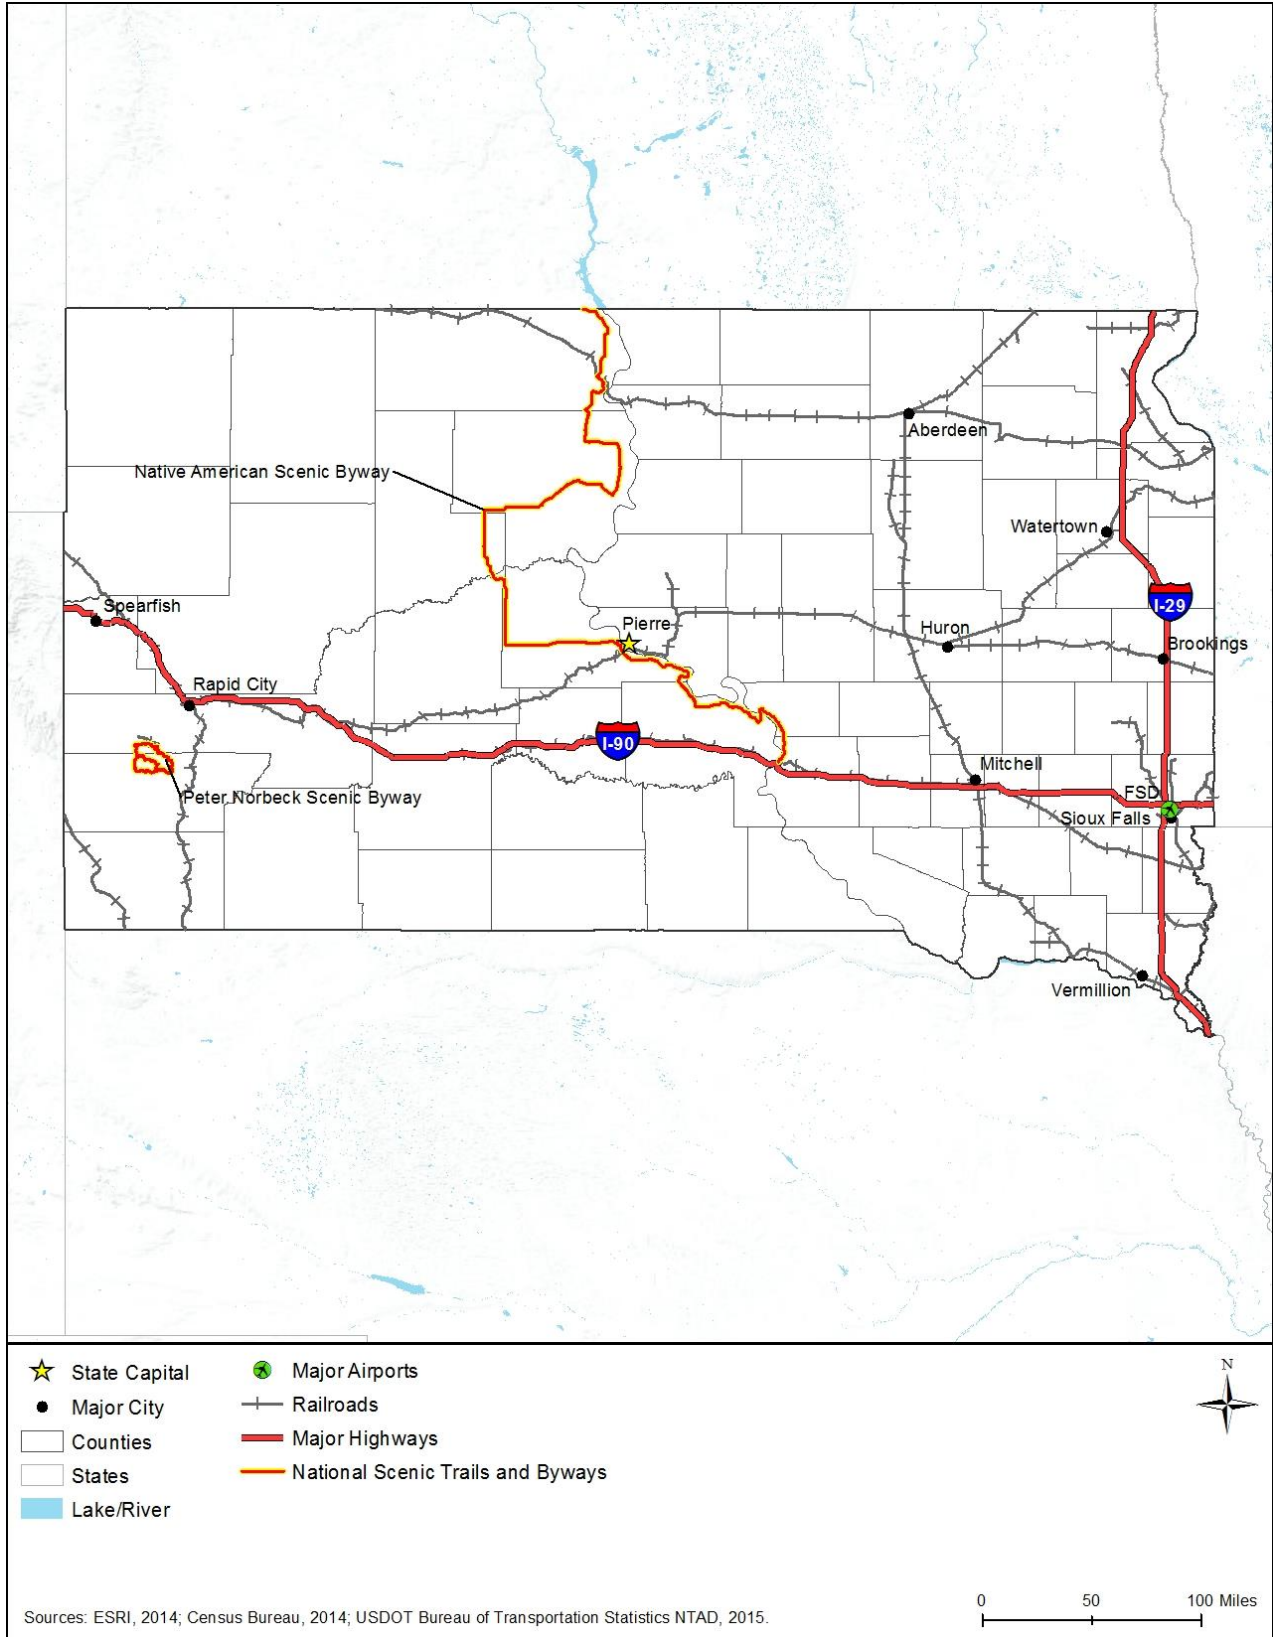 Aberdeen
Native American Scenic Byway
Watertown
Spearfish
I-29
Pierre
Huron
Brookings
Rapid City
I-90
Mitchell
Peter Norbeck Scenic Byway
FSD
Sioux Falls
Vermillion
State Capital
Major City
Counties
States
Lake/River
Major Airports
Railroads
Major Highways
National Scenic Trails and Byways
N
0 50 100 Miles
Sources: ESRI, 2014; Census Bureau, 2014; USDOT Bureau of Transportation Statistics NTAD, 2015.